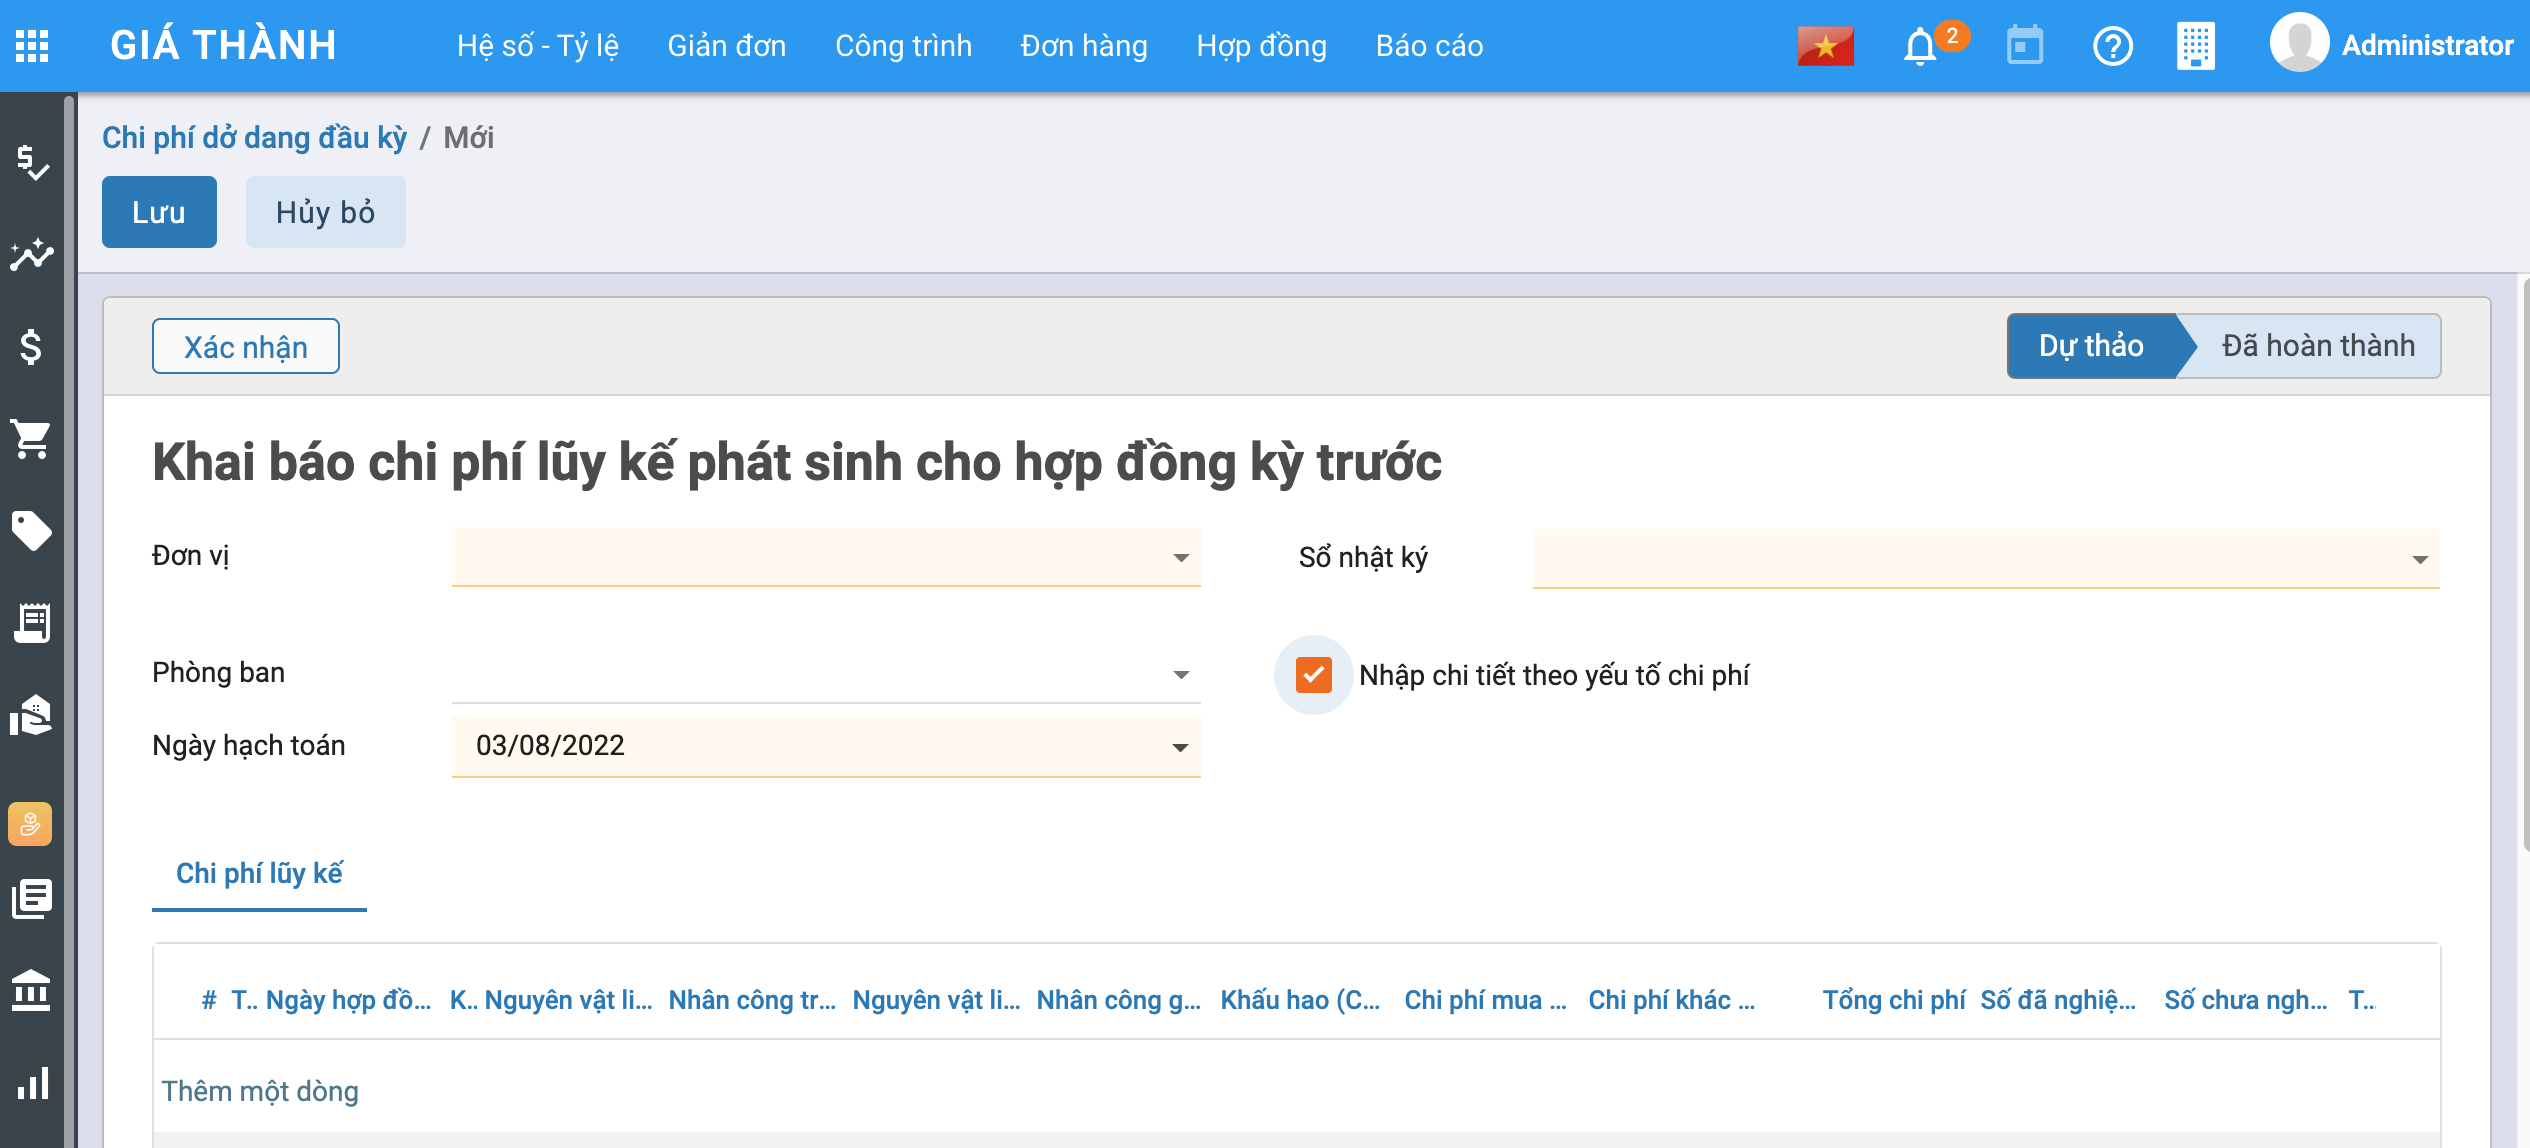 GIÁ THÀNH Hệ số - Tỷ lệ Giản đơn Công trình Đơn hàng Hợp đồng Báo cáo 2 Administrator
Chi phí dở dang đầu kỳ / Mới
Lưu Hủy bỏ
Xác nhận Dự thảo Đã hoàn thành
Khai báo chi phí lũy kế phát sinh cho hợp đồng kỳ trước
Đơn vị Sổ nhật ký
Phòng ban Nhập chi tiết theo yếu tố chi phí
Ngày hạch toán 03/08/2022
Chi phí lũy kế
# T.. Ngày hợp đồ... K.. Nguyên vật li... Nhân công tr... Nguyên vật li... Nhân công g... Khấu hao (C... Chi phí mua ... Chi phí khác ... Tổng chi phí Số đã nghiệ... Số chưa ngh... T..
Thêm một dòng